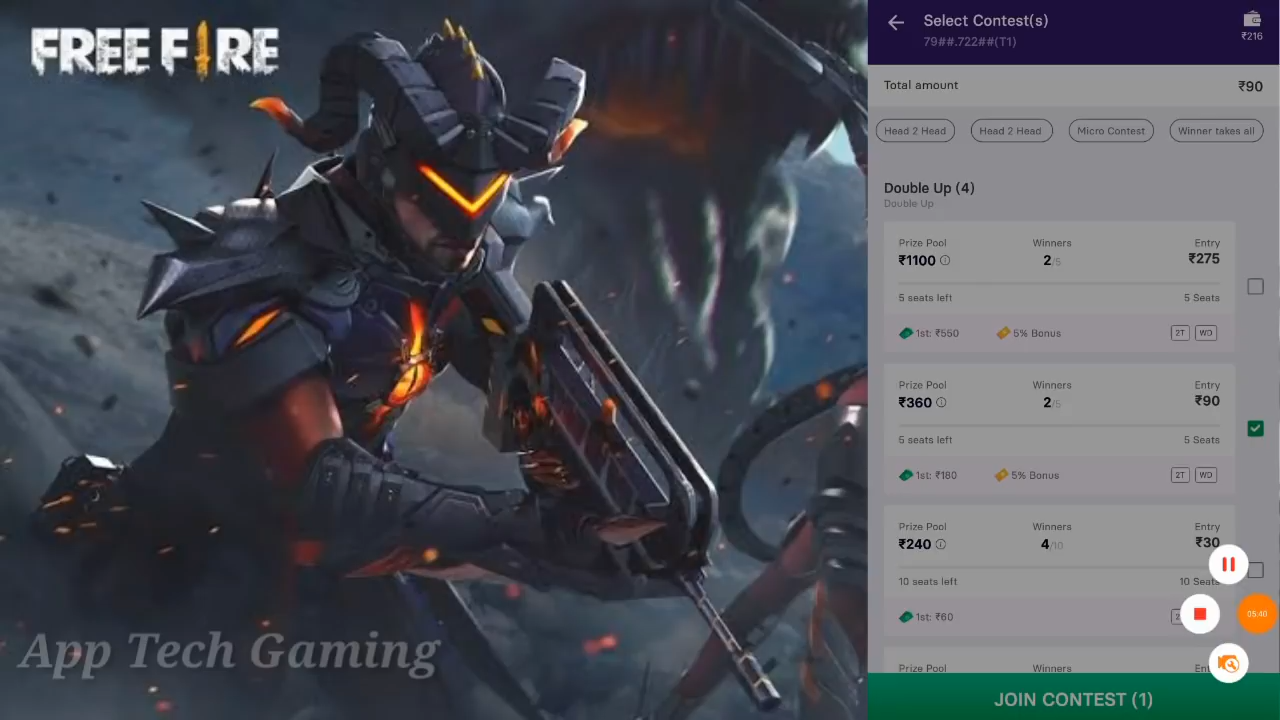 FREE FIRE
App Tech Gaming
Select Contest(s)
79##.722##(T1)
₹216
Total amount ₹90
Head 2 Head Head 2 Head Micro Contest Winner takes all
Double Up (4)
Double Up
Prize Pool Winners Entry
₹1100 2/5 ₹275
5 seats left 5 Seats
1st: ₹550 5% Bonus 2T WD
Prize Pool Winners Entry
₹360 2/5 ₹90
5 seats left 5 Seats
1st: ₹180 5% Bonus 2T WD
Prize Pool Winners Entry
₹240 4/10 ₹30
10 seats left 10 Seats
1st: ₹60
05:40
Prize Pool Winners
JOIN CONTEST (1)